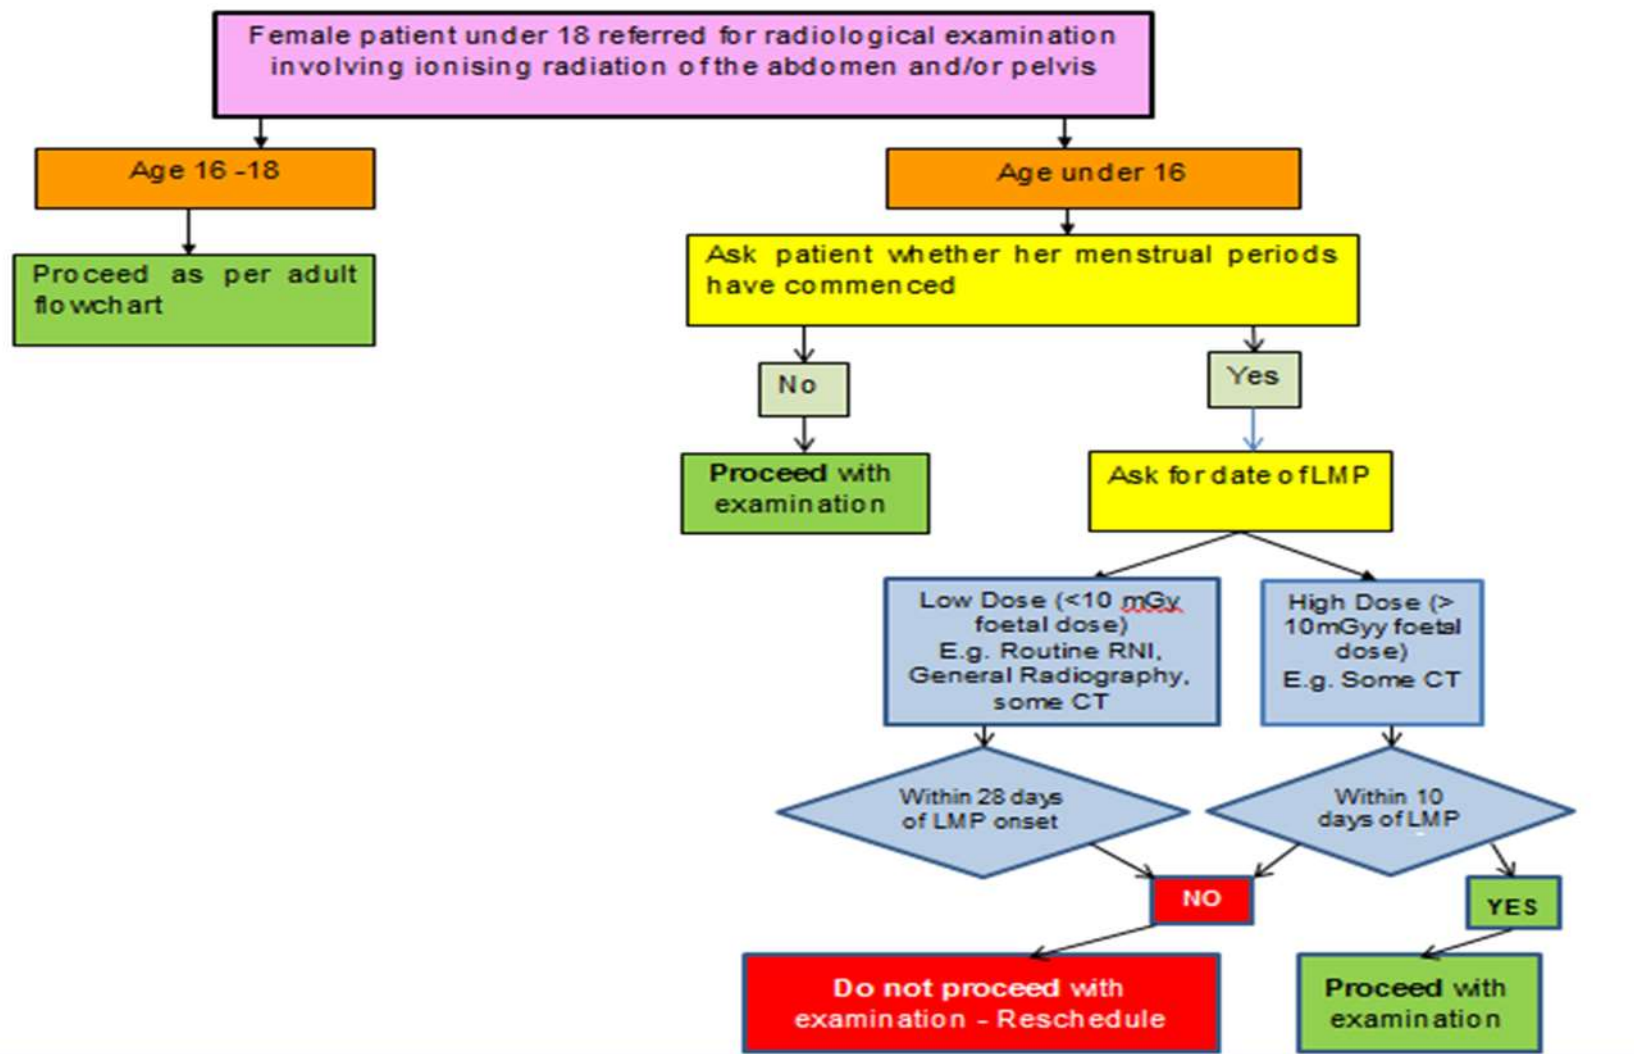 Female patient under 18 referred for radiological examination
involving ionising radiation of the abdomen and/or pelvis
Age 16 -18
Age under 16
Proceed as per adult
flowchart
Ask patient whether her menstrual periods
have commenced
No
Yes
Proceed with
examination
Ask for date of LMP
Low Dose (<10 mGy
foetal dose)
E.g. Routine RNI,
General Radiography,
some CT
High Dose (>
10mGyy foetal
dose)
E.g. Some CT
Within 28 days
of LMP onset
Within 10
days of LMP
NO
YES
Do not proceed with
examination - Reschedule
Proceed with
examination